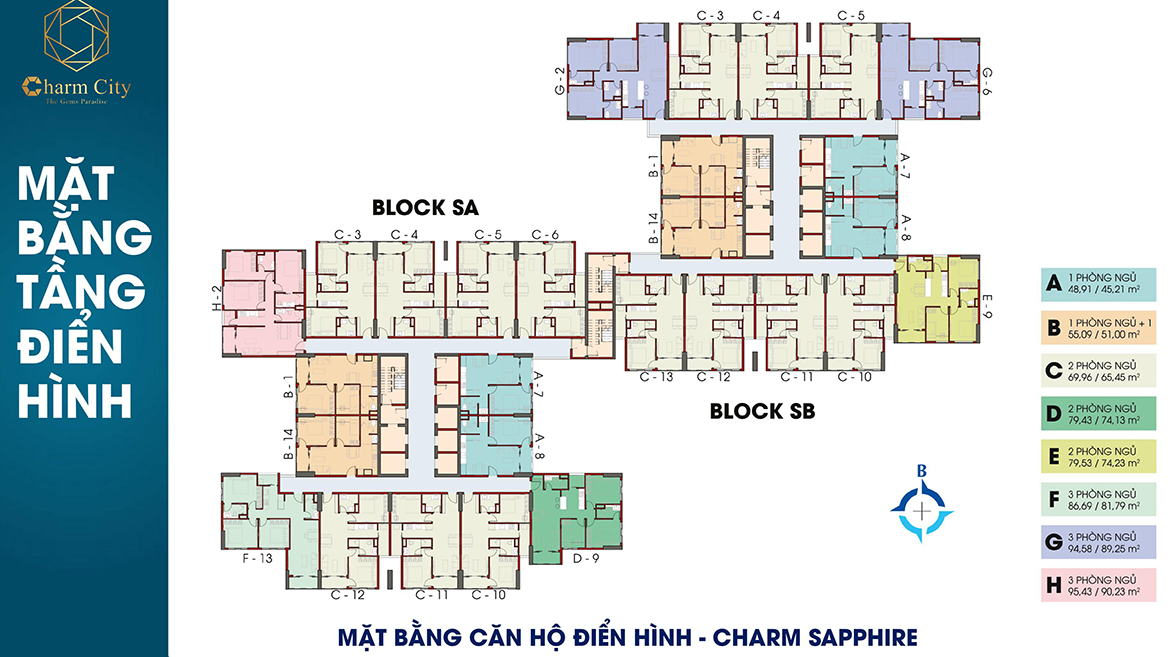 Charm City
The Gems Paradise
MẶT
BẰNG
TẦNG
ĐIỂN
HÌNH
C - 3
C - 4
C - 5
G - 2
G - 6
B - 1
A - 7
B - 14
A - 8
BLOCK SA
C - 3
C - 4
C - 5
C - 6
H - 2
E - 9
C - 13
C - 12
C - 11
C - 10
BLOCK SB
B - 1
A - 7
B - 14
A - 8
F - 13
D - 9
C - 12
C - 11
C - 10
B
A 1 PHÒNG NGỦ
48,91 / 45,21 m²
B 1 PHÒNG NGỦ + 1
55,09 / 51,00 m²
C 2 PHÒNG NGỦ
69,96 / 65,45 m²
D 2 PHÒNG NGỦ
79,43 / 74,13 m²
E 2 PHÒNG NGỦ
79,53 / 74,23 m²
F 3 PHÒNG NGỦ
86,69 / 81,79 m²
G 3 PHÒNG NGỦ
94,58 / 89,25 m²
H 3 PHÒNG NGỦ
95,43 / 90,23 m²
MẶT BẰNG CĂN HỘ ĐIỂN HÌNH - CHARM SAPPHIRE